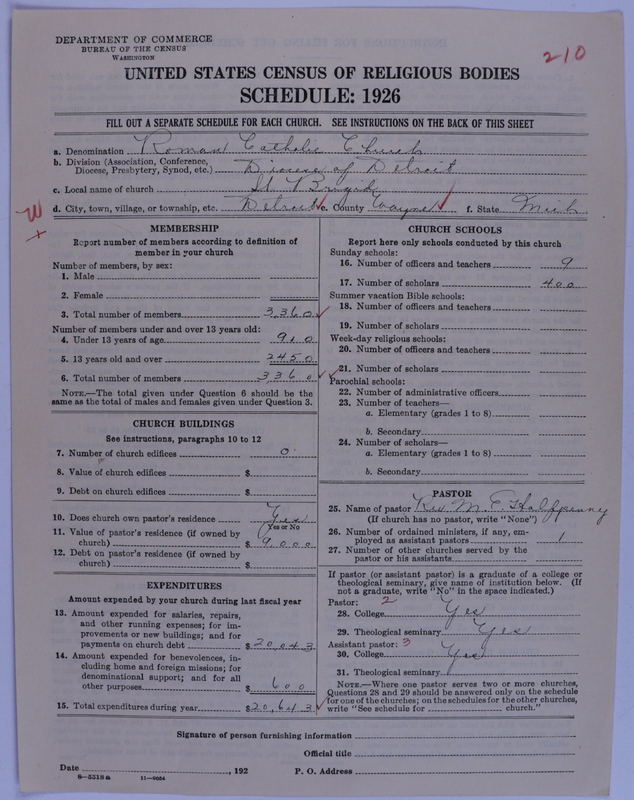 DEPARTMENT OF COMMERCE
BUREAU OF THE CENSUS
WASHINGTON
210
UNITED STATES CENSUS OF RELIGIOUS BODIES
SCHEDULE: 1926
FILL OUT A SEPARATE SCHEDULE FOR EACH CHURCH. SEE INSTRUCTIONS ON THE BACK OF THIS SHEET
a. Denomination Roman Catholic Church
b. Division (Association, Conference, Diocese, Presbytery, Synod, etc.) Diocese of Detroit
c. Local name of church St. Brigid
d. City, town, village, or township, etc. Detroit e. County Wayne f. State Mich
W
x
MEMBERSHIP
Report number of members according to definition of
member in your church
Number of members, by sex:
1. Male
2. Female
3. Total number of members 3360
Number of members under and over 13 years old:
4. Under 13 years of age 910
5. 13 years old and over 2450
6. Total number of members 3360
NOTE.—The total given under Question 6 should be the
same as the total of males and females given under Question 3.
CHURCH BUILDINGS
See instructions, paragraphs 10 to 12
7. Number of church edifices 0
8. Value of church edifices $
9. Debt on church edifices $
10. Does church own pastor's residence Yes
Yes or No
11. Value of pastor's residence (if owned by
church) $ 9,000
12. Debt on pastor's residence (if owned by
church) $
EXPENDITURES
Amount expended by your church during last fiscal year
13. Amount expended for salaries, repairs,
and other running expenses; for im-
provements or new buildings; and for
payments on church debt $20,043
14. Amount expended for benevolences, in-
cluding home and foreign missions; for
denominational support; and for all
other purposes $ 600
15. Total expenditures during year $20,643
CHURCH SCHOOLS
Report here only schools conducted by this church
Sunday schools:
16. Number of officers and teachers 9
17. Number of scholars 400
Summer vacation Bible schools:
18. Number of officers and teachers
19. Number of scholars
Week-day religious schools:
20. Number of officers and teachers
21. Number of scholars
Parochial schools:
22. Number of administrative officers
23. Number of teachers—
a. Elementary (grades 1 to 8)
b. Secondary
24. Number of scholars—
a. Elementary (grades 1 to 8)
b. Secondary
PASTOR
25. Name of pastor Rev. M. E. Halfpenny
(If church has no pastor, write "None")
26. Number of ordained ministers, if any, em-
ployed as assistant pastors 1
27. Number of other churches served by the
pastor or his assistants
If pastor (or assistant pastor) is a graduate of a college or
theological seminary, give name of institution below. (If
not a graduate, write "No" in the space indicated.)
Pastor: 2
28. College Yes
29. Theological seminary Yes
Assistant pastor: 3
30. College Yes
31. Theological seminary
NOTE.—Where one pastor serves two or more churches,
Questions 28 and 29 should be answered only on the schedule
for one of the churches; on the schedules for the other churches,
write "See schedule for church."
Signature of person furnishing information
Official title
Date , 192 P. O. Address
8—5318a 11—9664